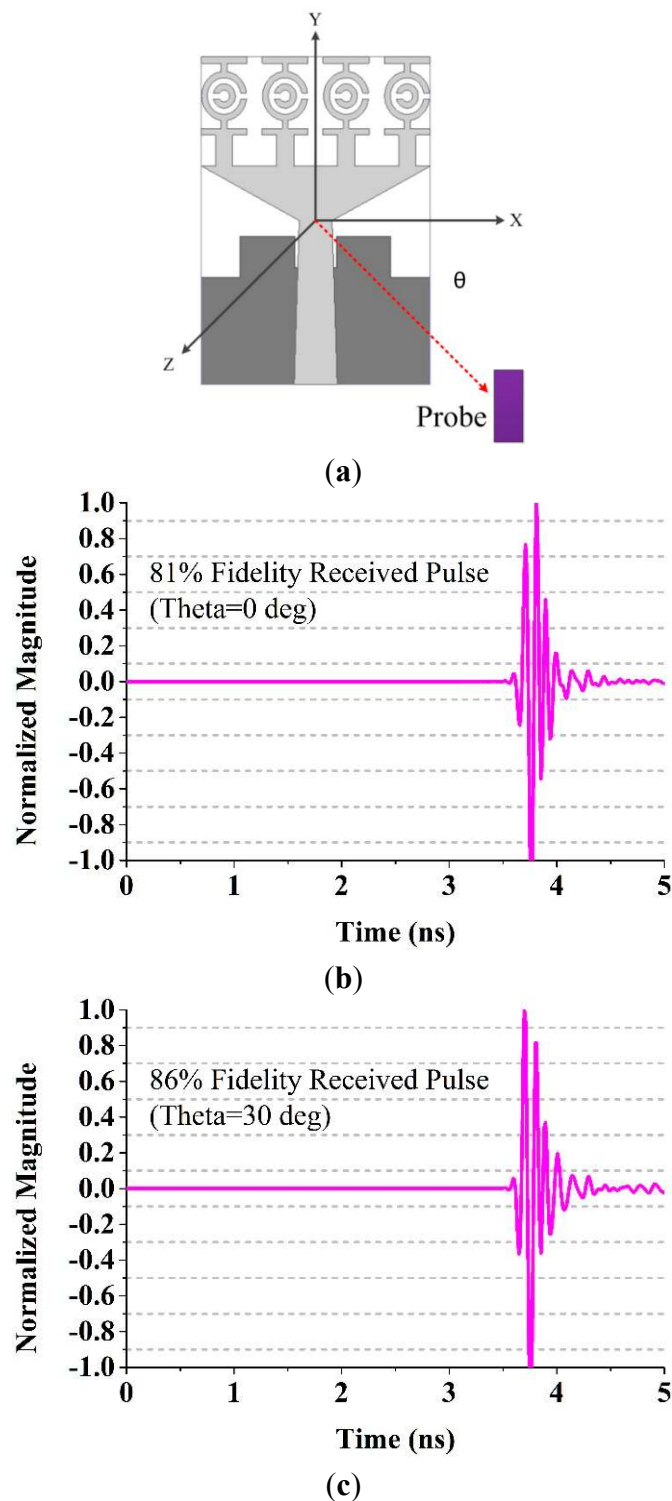 Y
X
θ
Z
Probe
(a)
1.0
0.8
0.6
0.4
0.2
0.0
-0.2
-0.4
-0.6
-0.8
-1.0
Normalized Magnitude
81% Fidelity Received Pulse
(Theta=0 deg)
0 1 2 3 4 5
Time (ns)
(b)
1.0
0.8
0.6
0.4
0.2
0.0
-0.2
-0.4
-0.6
-0.8
-1.0
Normalized Magnitude
86% Fidelity Received Pulse
(Theta=30 deg)
0 1 2 3 4 5
Time (ns)
(c)